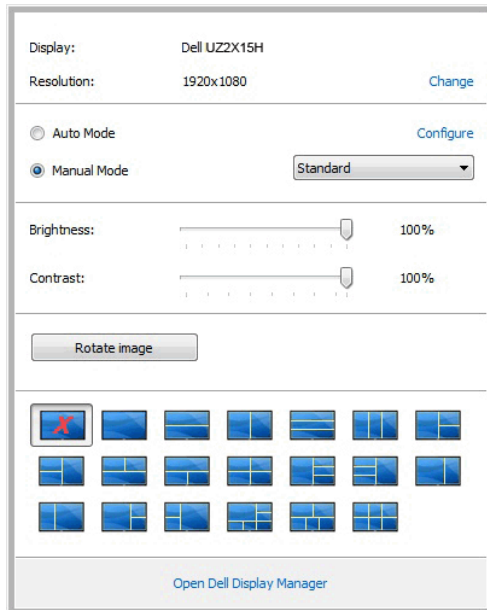 Display: Dell UZ2X15H
Resolution: 1920x1080 Change
Auto Mode Configure
Manual Mode Standard
Brightness: 100%
Contrast: 100%
Rotate image
X
Open Dell Display Manager